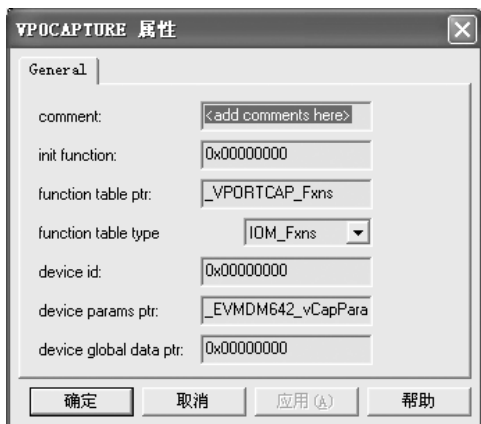 VP0CAPTURE 属性
General
comment: <add comments here>
init function: 0x00000000
function table ptr: _VPORTCAP_Fxns
function table type IOM_Fxns
device id: 0x00000000
device params ptr: _EVMDM642_vCapPara
device global data ptr: 0x00000000
确定 取消 应用(A) 帮助